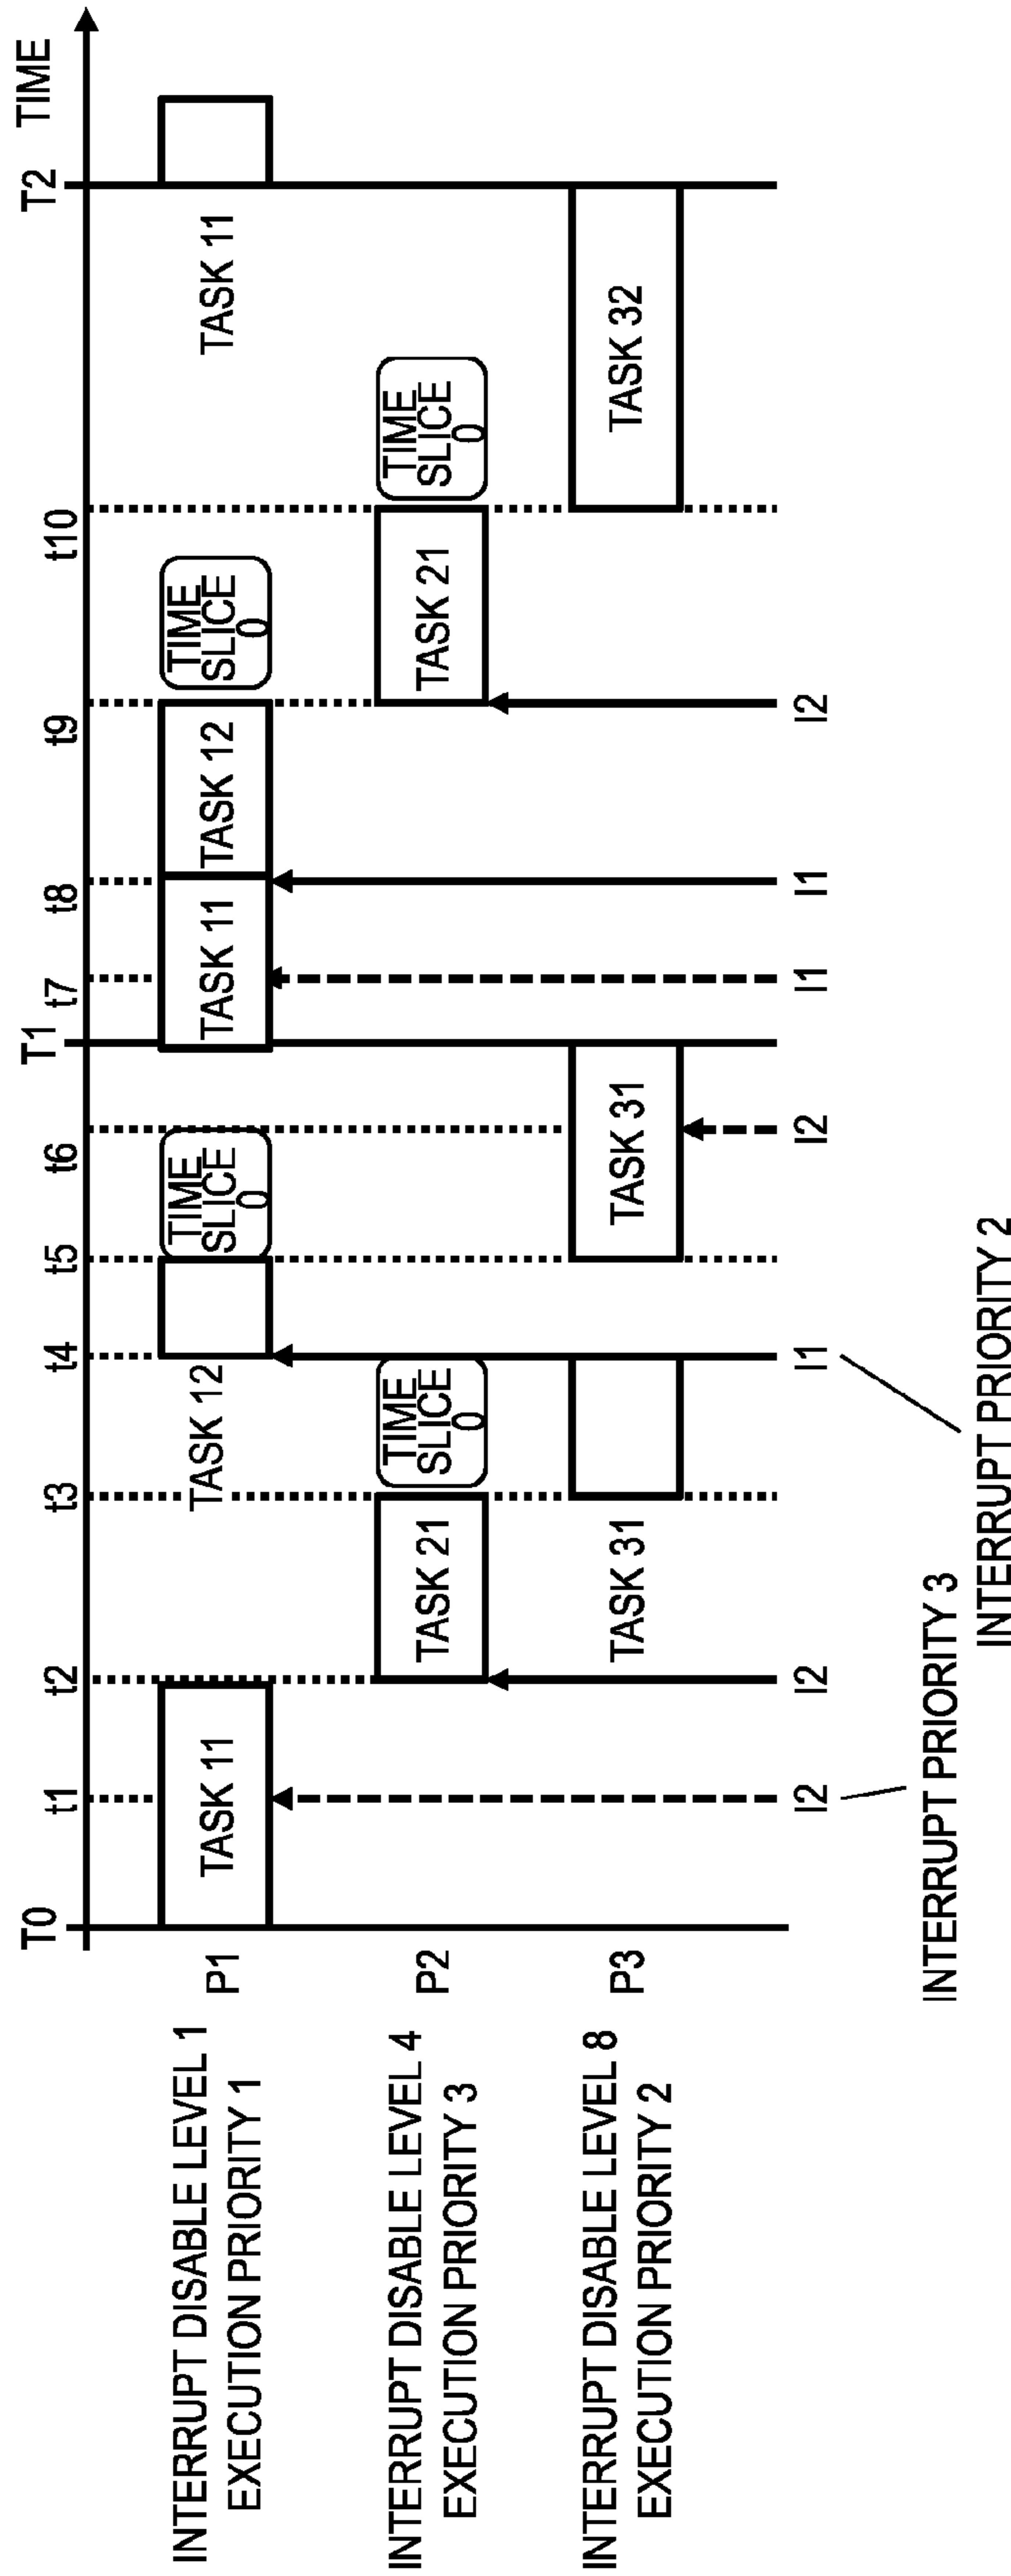 T0
t1
t2
t3
t4
t5
t6
T1
t7
t8
t9
t10
T2
TIME
INTERRUPT DISABLE LEVEL 1
EXECUTION PRIORITY 1
P1
TASK 11
TASK 12
TIME
SLICE
0
TASK 11
TASK 12
TIME
SLICE
0
TASK 11
INTERRUPT DISABLE LEVEL 4
EXECUTION PRIORITY 3
P2
TASK 21
TIME
SLICE
0
TASK 21
TIME
SLICE
0
INTERRUPT DISABLE LEVEL 8
EXECUTION PRIORITY 2
P3
TASK 31
TASK 31
TASK 32
I2
I2
I1
I2
I1
I1
I2
INTERRUPT PRIORITY 3
INTERRUPT PRIORITY 2